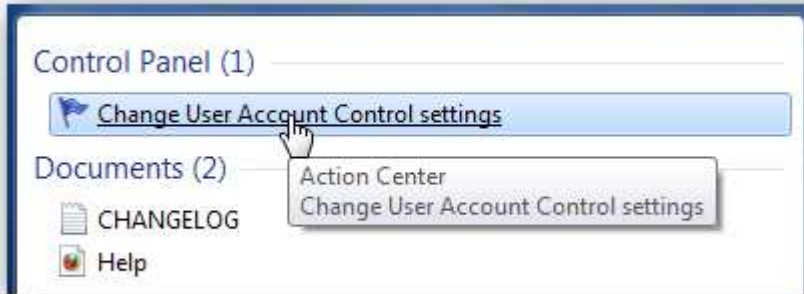 Control Panel (1)
Change User Account Control settings
Documents (2)
Action Center
Change User Account Control settings
CHANGELOG
Help